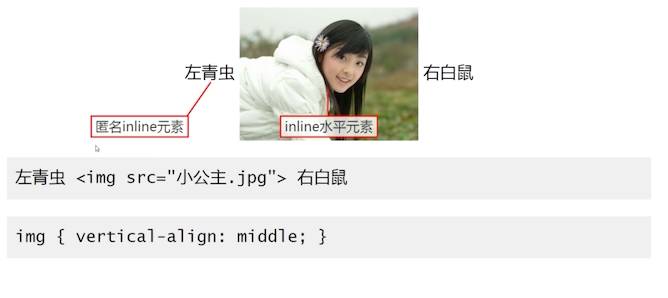 左青虫 右白鼠
匿名inline元素 inline水平元素
左青虫 <img src="小公主.jpg"> 右白鼠
img { vertical-align: middle; }